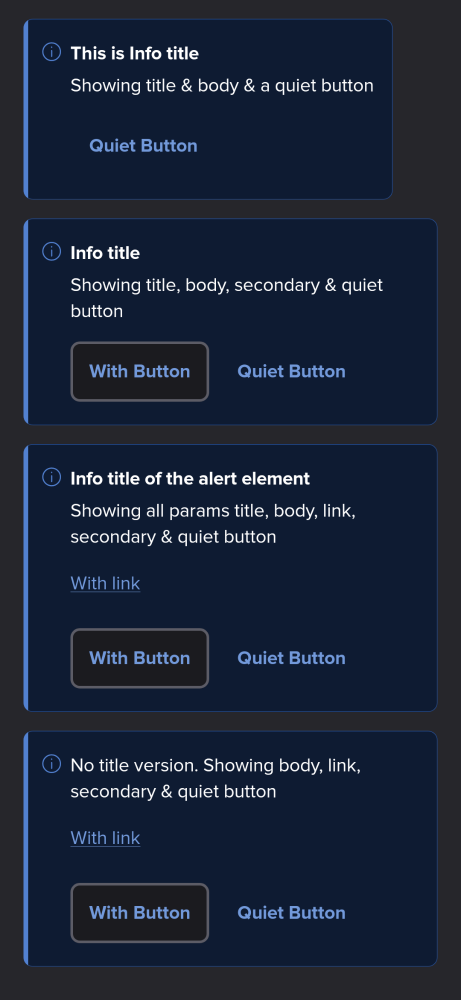 This is Info title
Showing title & body & a quiet button
Quiet Button
Info title
Showing title, body, secondary & quiet
button
With Button
Quiet Button
Info title of the alert element
Showing all params title, body, link,
secondary & quiet button
With link
With Button
Quiet Button
No title version. Showing body, link,
secondary & quiet button
With link
With Button
Quiet Button